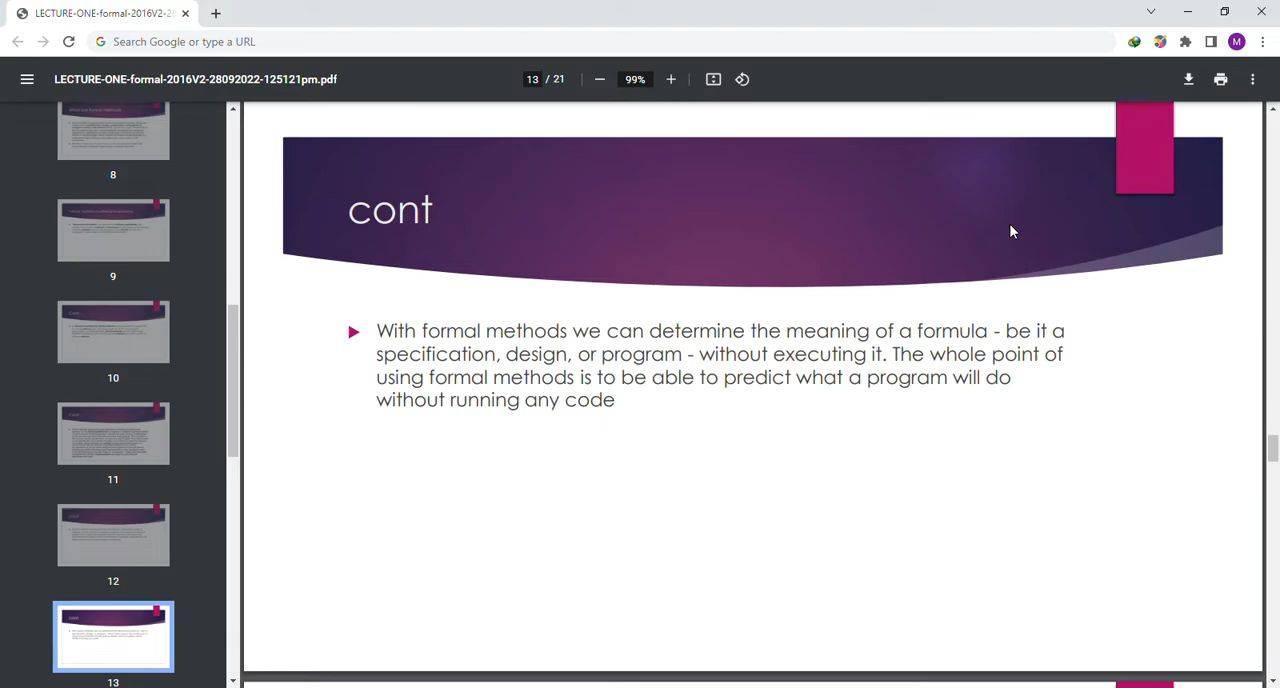 LECTURE-ONE-formal-2016V2-2
Search Google or type a URL
M
LECTURE-ONE-formal-2016V2-28092022-125121pm.pdf
13 / 21
99%
8
9
10
11
12
13
cont
With formal methods we can determine the meaning of a formula - be it a
specification, design, or program - without executing it. The whole point of
using formal methods is to be able to predict what a program will do
without running any code